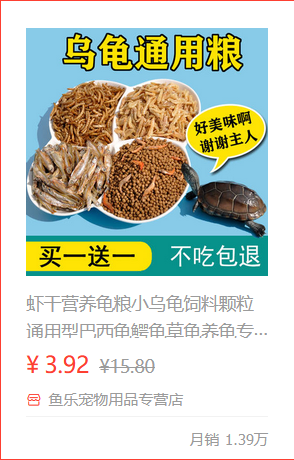 乌龟通用粮
好美味啊
谢谢主人
买一送一
不吃包退
虾干营养龟粮小乌龟饲料颗粒
通用型巴西龟鳄龟草龟养龟专...
¥ 3.92 ¥15.80
鱼乐宠物用品专营店
月销 1.39万